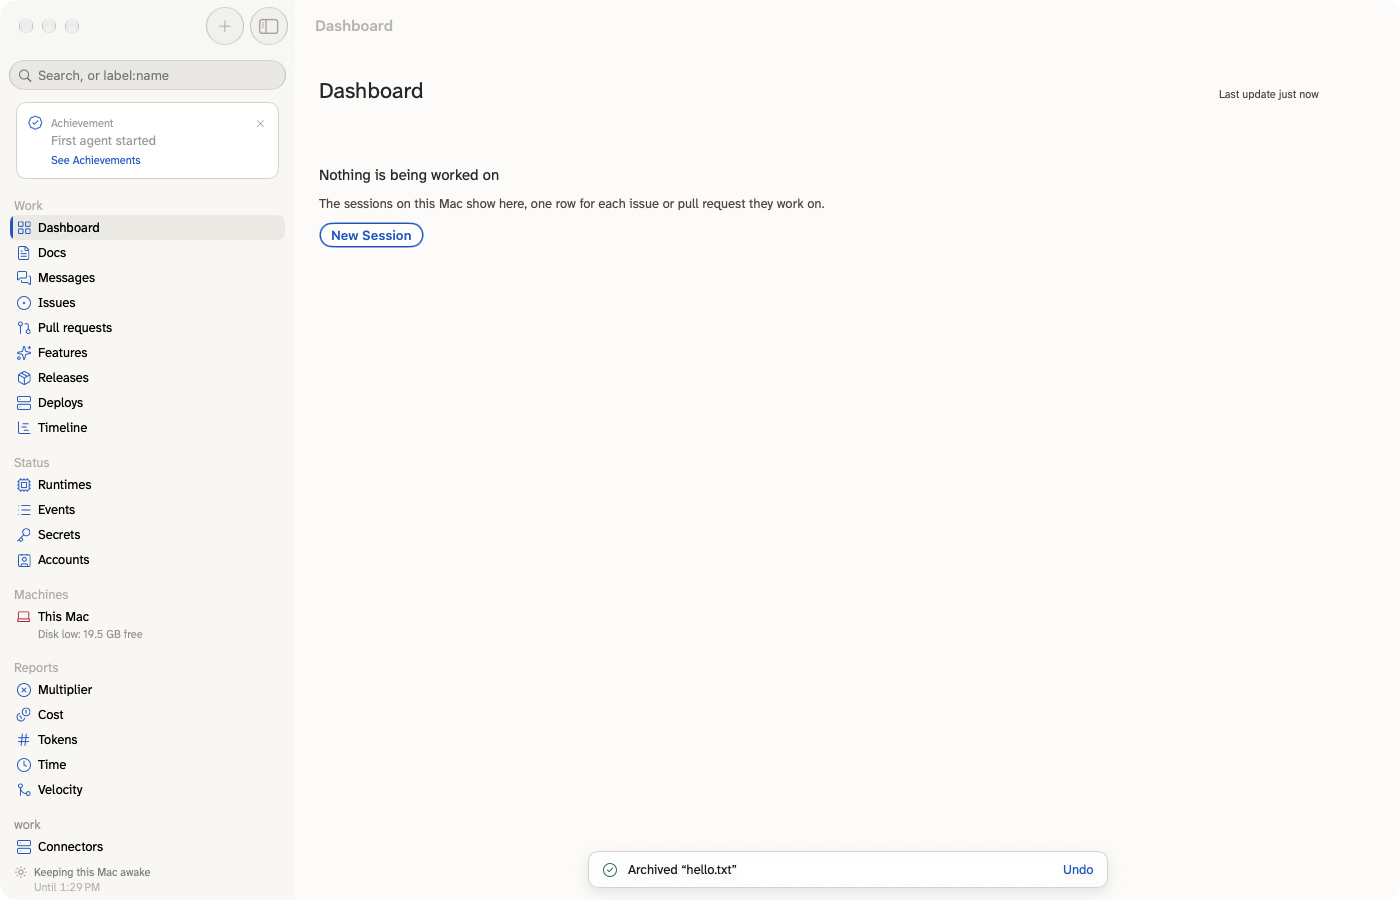 Dashboard
Search, or label:name
Achievement
First agent started
See Achievements
Work
Dashboard
Docs
Messages
Issues
Pull requests
Features
Releases
Deploys
Timeline
Status
Runtimes
Events
Secrets
Accounts
Machines
This Mac
Disk low: 19.5 GB free
Reports
Multiplier
Cost
Tokens
Time
Velocity
work
Connectors
Keeping this Mac awake
Until 1:29 PM
Dashboard
Last update just now
Nothing is being worked on
The sessions on this Mac show here, one row for each issue or pull request they work on.
New Session
Archived “hello.txt”
Undo